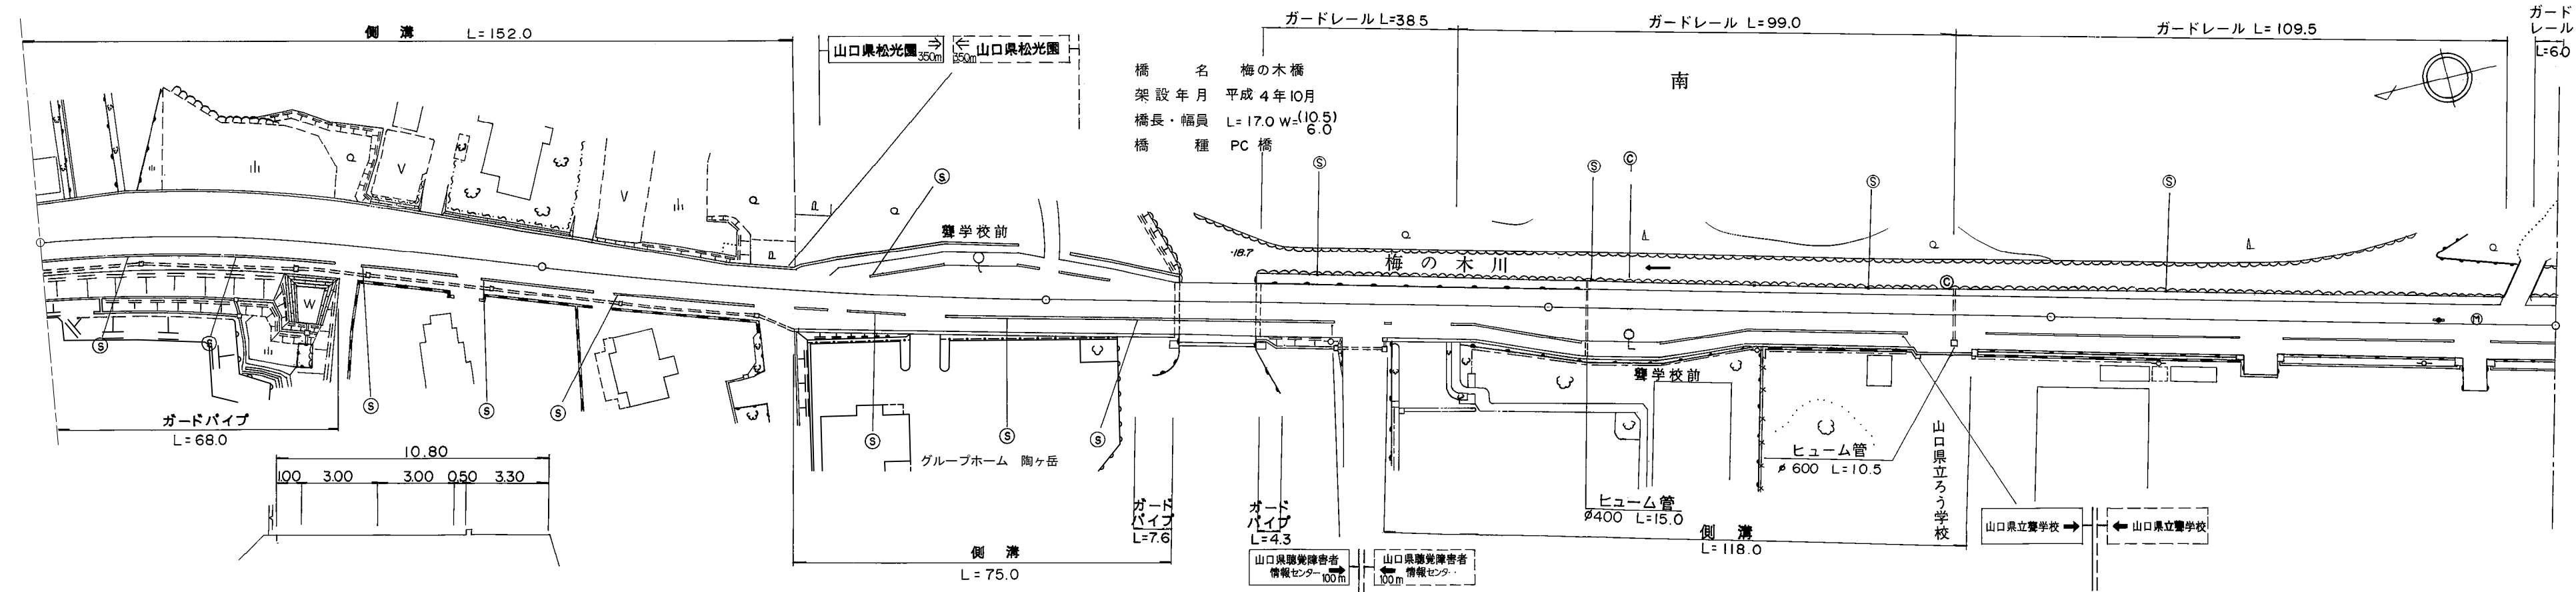 側溝 L=152.0
山口県松光園 350m
350m 山口県松光園
ガードレール L=38.5
ガードレール L=99.0
ガードレール L=109.5
ガード
レール
L=6.0
橋名 梅の木橋
架設年月 平成4年10月
橋長・幅員 L=17.0 W=(10.5)
6.0
橋種 PC橋
南
Ⓢ
Ⓢ
Ⓒ
Ⓢ
Ⓢ
Ⓢ
V
V
聾学校前
-18.7
梅の木川
Ⓒ
Ⓜ
W
聾学校前
Ⓢ
Ⓢ
Ⓢ
Ⓢ
Ⓢ
Ⓢ
Ⓢ
Ⓢ
ガードパイプ
L=68.0
グループホーム 陶ヶ岳
ヒューム管
φ600 L=10.5
山口県立ろう学校
10.80
1.00 3.00 3.00 0.50 3.30
ガード
パイプ
L=7.6
ガード
パイプ
L=4.3
ヒューム管
φ400 L=15.0
側溝
L=118.0
側溝
L=75.0
山口県立聾学校
山口県立聾学校
山口県聴覚障害者
情報センター 100m
山口県聴覚障害者
100m 情報センター